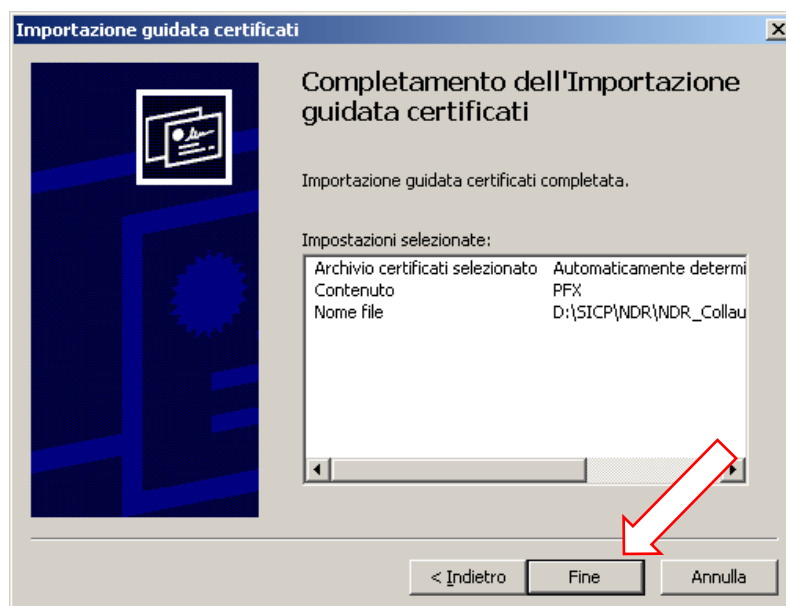 Importazione guidata certificati
Completamento dell'Importazione
guidata certificati
Importazione guidata certificati completata.
Impostazioni selezionate:
Archivio certificati selezionato Automaticamente determi
Contenuto PFX
Nome file D:\SICP\NDR\NDR_Collau
< Indietro Fine Annulla